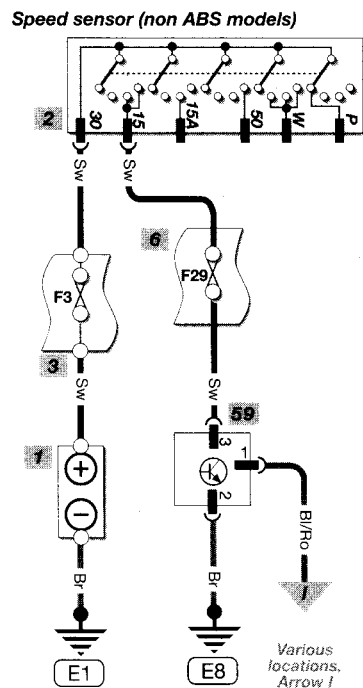 Speed sensor (non ABS models)
2
30
15
15A
50
W
P
Sw
Sw
6
F3
F29
3
Sw
Sw
59
1
3
1
2
+
−
Bl/Ro
Br
Br
I
E1
E8
Various
locations,
Arrow I